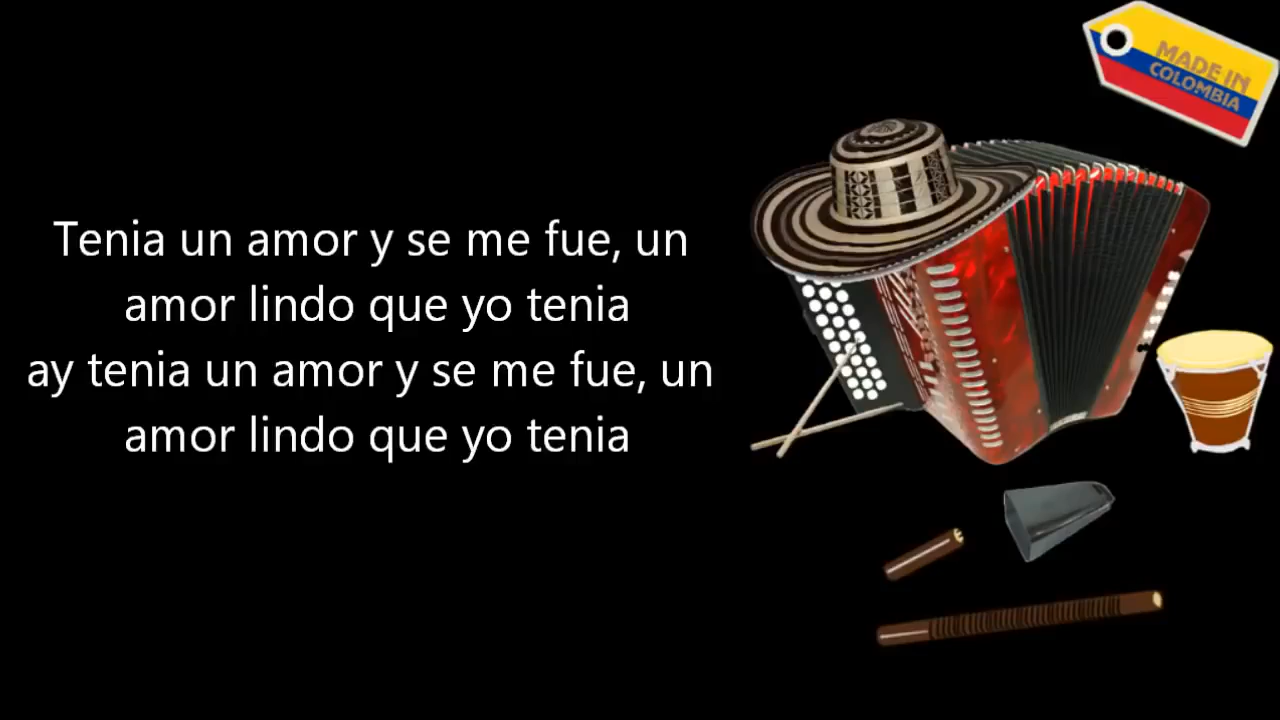 MADE IN
COLOMBIA
Tenia un amor y se me fue, un
amor lindo que yo tenia
ay tenia un amor y se me fue, un
amor lindo que yo tenia